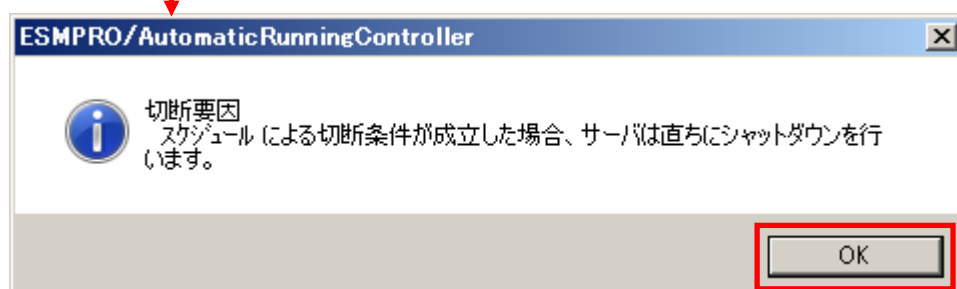 ESMPRO/AutomaticRunningController
切断要因
スケジュール による切断条件が成立した場合、サーバは直ちにシャットダウンを行
います。
OK